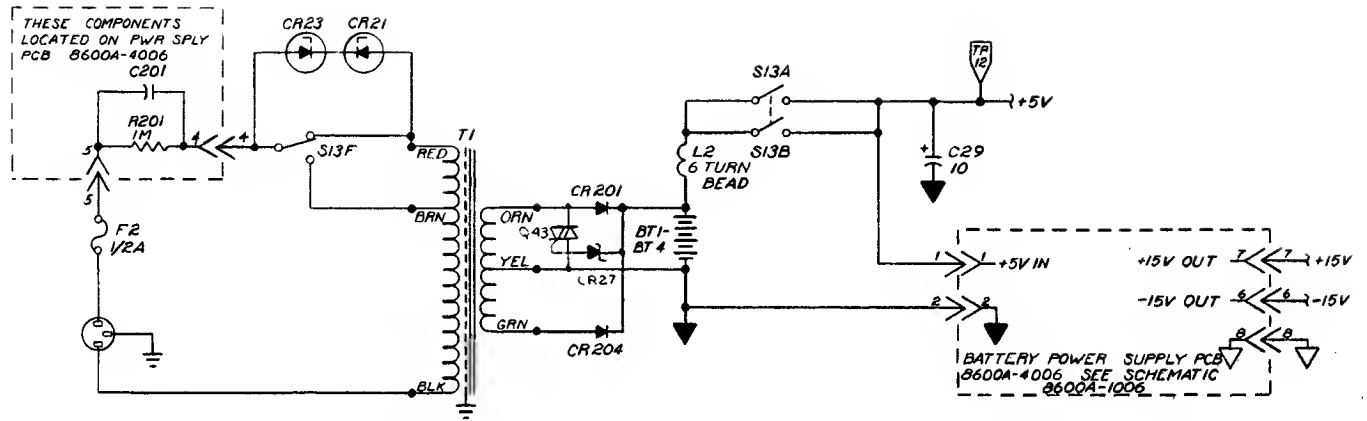 THESE COMPONENTS
LOCATED ON PWR SPLY
PCB 8600A-4006
C201
R201
1M
5
5
4
4
F2
1/2A
CR23
CR21
S13F
T1
RED
BRN
BLK
ORN
YEL
GRN
CR201
Q43
CR27
CR204
BT1-
BT4
L2
6 TURN
BEAD
S13A
S13B
TP
12
+5V
+
C29
10
1
1
+5V IN
2
2
+15V OUT
7
7
+15V
-15V OUT
6
6
-15V
8
8
BATTERY POWER SUPPLY PCB
8600A-4006 SEE SCHEMATIC
8600A-1006